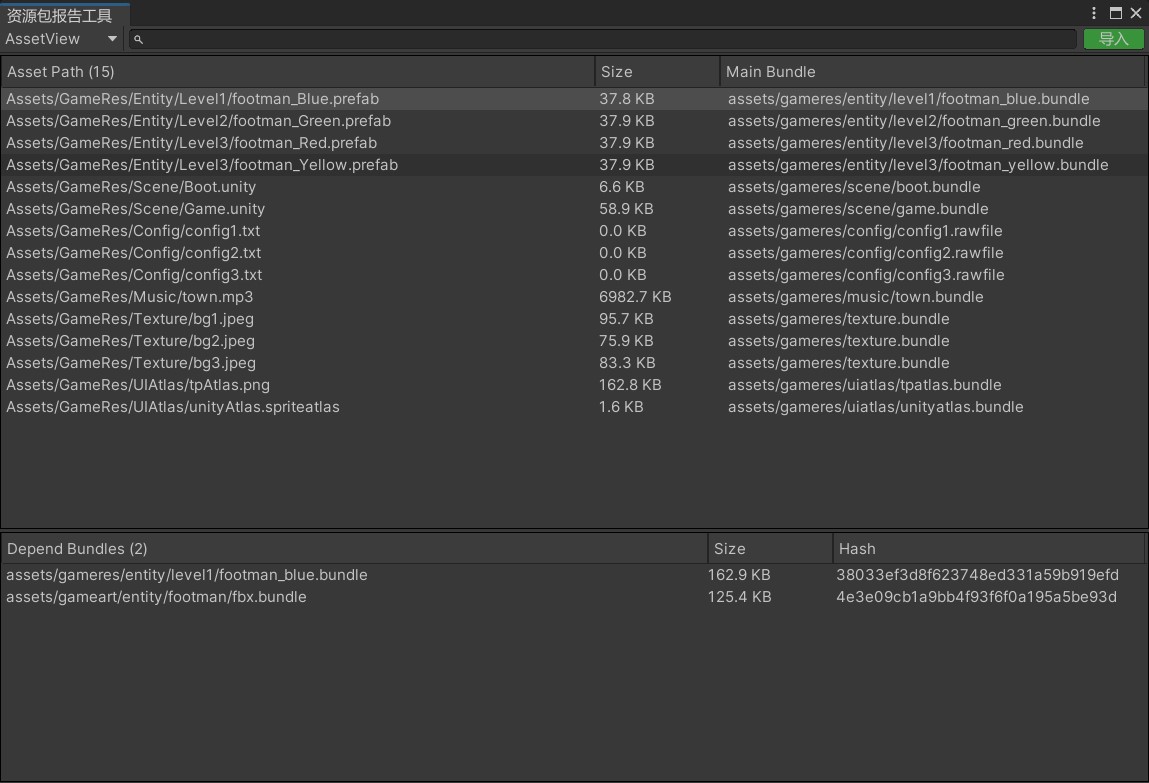 资源包报告工具
AssetView 导入
Asset Path (15) Size Main Bundle
Assets/GameRes/Entity/Level1/footman_Blue.prefab 37.8 KB assets/gameres/entity/level1/footman_blue.bundle
Assets/GameRes/Entity/Level2/footman_Green.prefab 37.9 KB assets/gameres/entity/level2/footman_green.bundle
Assets/GameRes/Entity/Level3/footman_Red.prefab 37.9 KB assets/gameres/entity/level3/footman_red.bundle
Assets/GameRes/Entity/Level3/footman_Yellow.prefab 37.9 KB assets/gameres/entity/level3/footman_yellow.bundle
Assets/GameRes/Scene/Boot.unity 6.6 KB assets/gameres/scene/boot.bundle
Assets/GameRes/Scene/Game.unity 58.9 KB assets/gameres/scene/game.bundle
Assets/GameRes/Config/config1.txt 0.0 KB assets/gameres/config/config1.rawfile
Assets/GameRes/Config/config2.txt 0.0 KB assets/gameres/config/config2.rawfile
Assets/GameRes/Config/config3.txt 0.0 KB assets/gameres/config/config3.rawfile
Assets/GameRes/Music/town.mp3 6982.7 KB assets/gameres/music/town.bundle
Assets/GameRes/Texture/bg1.jpeg 95.7 KB assets/gameres/texture.bundle
Assets/GameRes/Texture/bg2.jpeg 75.9 KB assets/gameres/texture.bundle
Assets/GameRes/Texture/bg3.jpeg 83.3 KB assets/gameres/texture.bundle
Assets/GameRes/UIAtlas/tpAtlas.png 162.8 KB assets/gameres/uiatlas/tpatlas.bundle
Assets/GameRes/UIAtlas/unityAtlas.spriteatlas 1.6 KB assets/gameres/uiatlas/unityatlas.bundle
Depend Bundles (2) Size Hash
assets/gameres/entity/level1/footman_blue.bundle 162.9 KB 38033ef3d8f623748ed331a59b919efd
assets/gameart/entity/footman/fbx.bundle 125.4 KB 4e3e09cb1a9bb4f93f6f0a195a5be93d